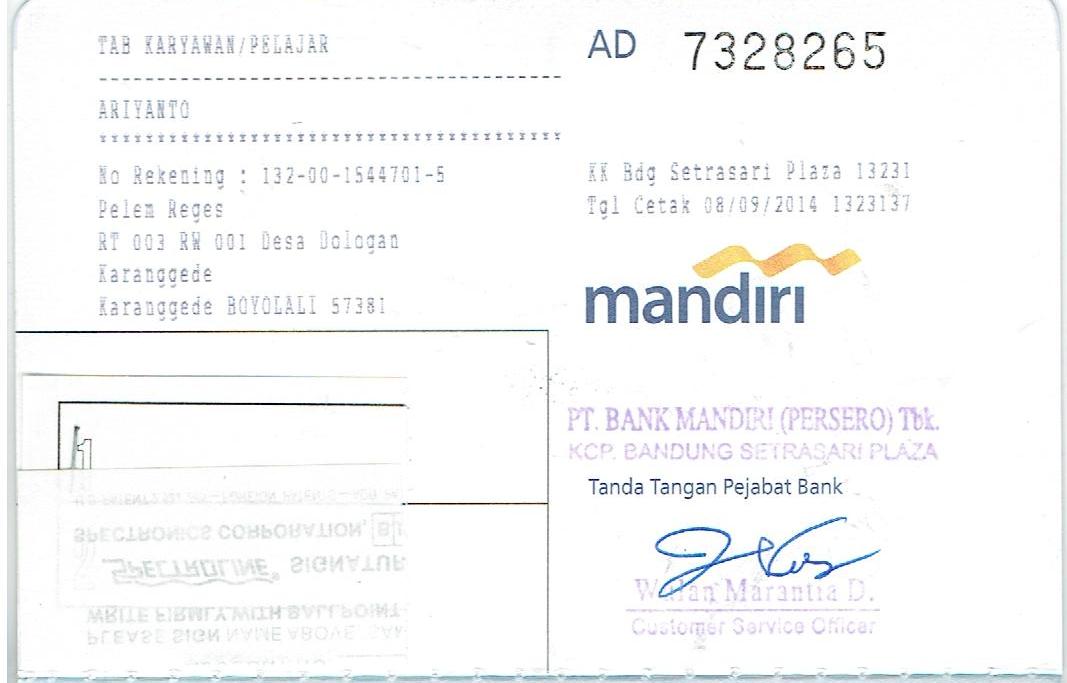 TAB KARYAWAN/PELAJAR
ARIYANTO
No Rekening : 132-00-1544701-5
Pelem Reges
RT 003 RW 001 Desa Dologan
Karanggede
Karanggede BOYOLALI 57381
AD 7328265
KK Bdg Setrasari Plaza 13231
Tgl Cetak 08/09/2014 1323137
mandiri
PT. BANK MANDIRI (PERSERO) Tbk.
KCP. BANDUNG SETRASARI PLAZA
Tanda Tangan Pejabat Bank
Wulan Marantia D.
Customer Service Officer
SPECTRONICS CORPORATION,
SPECTROLINE® SIGNATUR
WRITE FIRMLY WITH BALLPOINT
PLEASE SIGN NAME ABOVE,